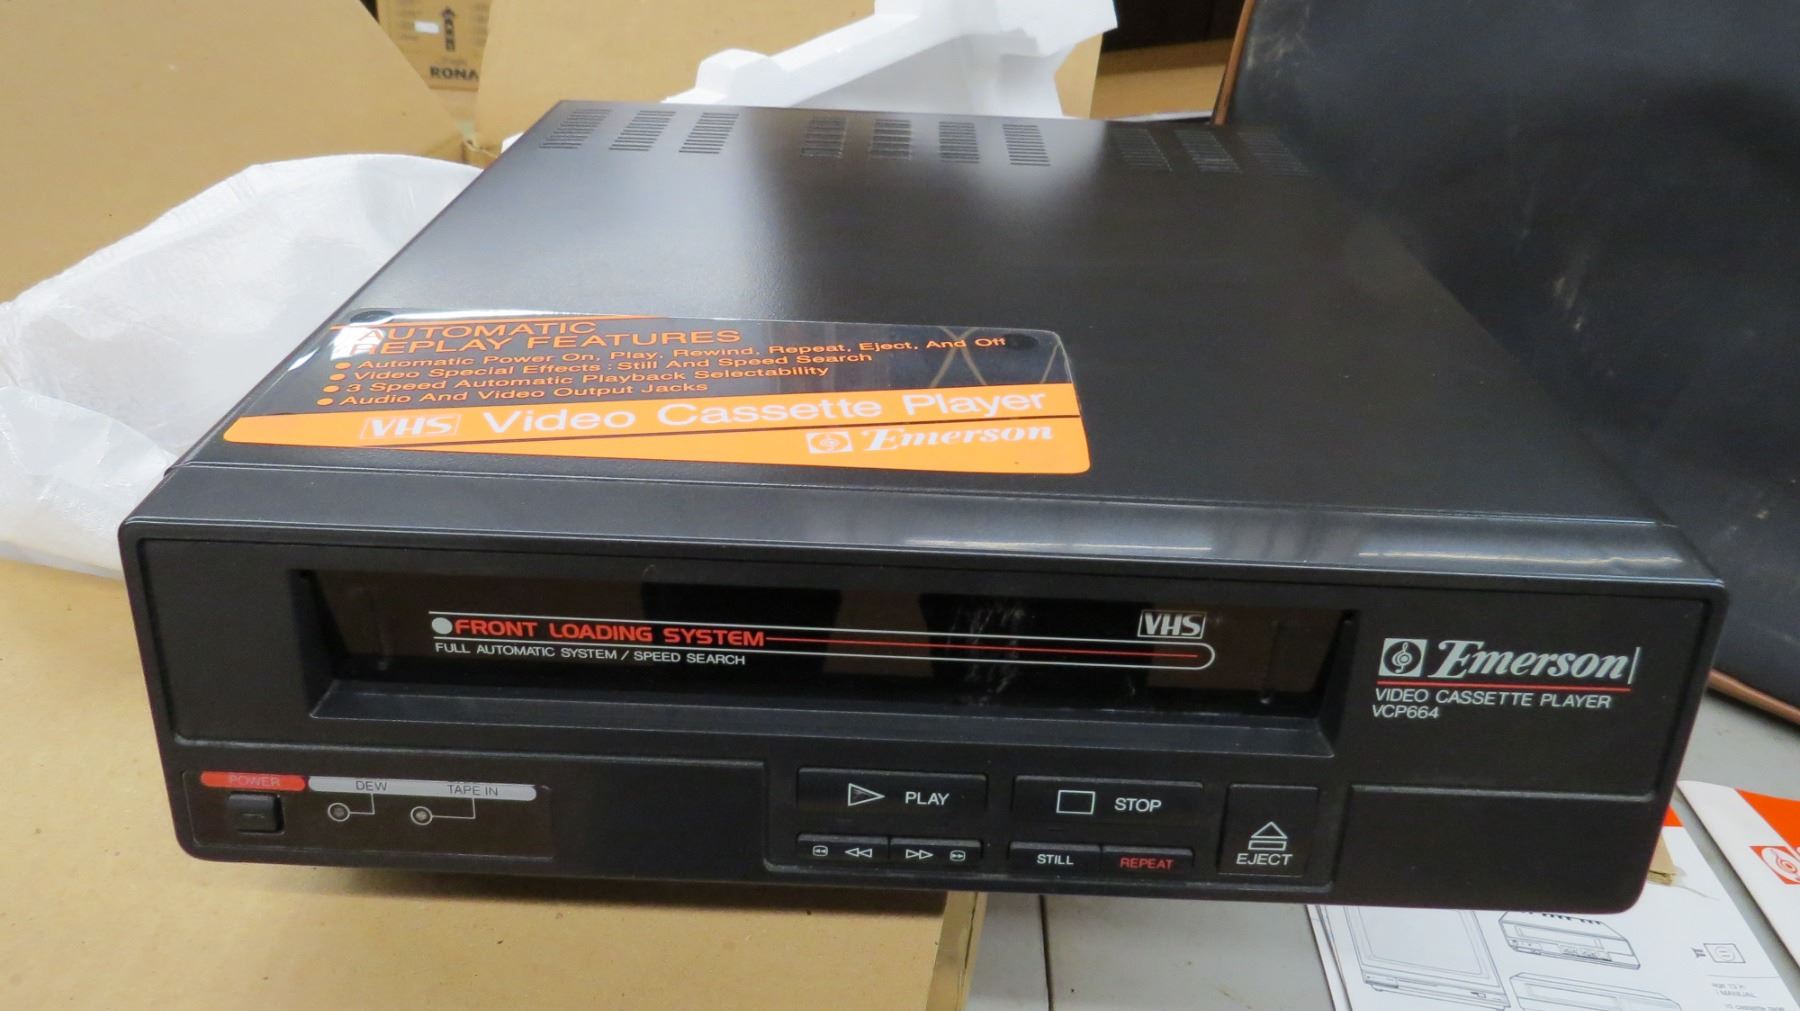 RONA
AUTOMATIC
REPLAY FEATURES
● Automatic Power On, Play, Rewind, Repeat, Eject, And Off
● Video Special Effects : Still And Speed Search
● 3 Speed Automatic Playback Selectability
● Audio And Video Output Jacks
VHS Video Cassette Player
Emerson
FRONT LOADING SYSTEM
VHS
FULL AUTOMATIC SYSTEM / SPEED SEARCH
Emerson
VIDEO CASSETTE PLAYER
VCP664
POWER
DEW
TAPE IN
PLAY
STOP
STILL
REPEAT
EJECT
MANUAL